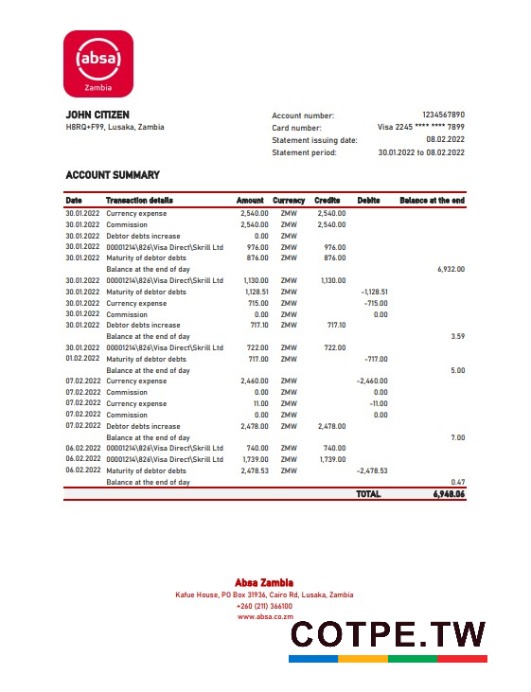 absa
Zambia
JOHN CITIZEN
H8RQ+F99, Lusaka, Zambia
Account number: 1234567890
Card number: Visa 2245 **** **** 7899
Statement issuing date: 08.02.2022
Statement period: 30.01.2022 to 08.02.2022
ACCOUNT SUMMARY
Date Transaction details Amount Currency Credits Debits Balance at the end
30.01.2022 Currency expense 2,540.00 ZMW 2,540.00
30.01.2022 Commission 2,540.00 ZMW 2,540.00
30.01.2022 Debtor debts increase 0.00 ZMW
30.01.2022 00001214\826\Visa Direct\Skrill Ltd 976.00 ZMW 976.00
30.01.2022 Maturity of debtor debts 876.00 ZMW 876.00
Balance at the end of day 6,932.00
30.01.2022 00001214\826\Visa Direct\Skrill Ltd 1,130.00 ZMW 1,130.00
30.01.2022 Maturity of debtor debts 1,128.51 ZMW -1,128.51
30.01.2022 Currency expense 715.00 ZMW -715.00
30.01.2022 Commission 0.00 ZMW 0.00
30.01.2022 Debtor debts increase 717.10 ZMW 717.10
Balance at the end of day 3.59
30.01.2022 00001214\826\Visa Direct\Skrill Ltd 722.00 ZMW 722.00
01.02.2022 Maturity of debtor debts 717.00 ZMW -717.00
Balance at the end of day 5.00
07.02.2022 Currency expense 2,460.00 ZMW -2,460.00
07.02.2022 Commission 0.00 ZMW 0.00
07.02.2022 Currency expense 11.00 ZMW -11.00
07.02.2022 Commission 0.00 ZMW 0.00
07.02.2022 Debtor debts increase 2,478.00 ZMW 2,478.00
Balance at the end of day 7.00
06.02.2022 00001214\826\Visa Direct\Skrill Ltd 740.00 ZMW 740.00
06.02.2022 00001214\826\Visa Direct\Skrill Ltd 1,739.00 ZMW 1,739.00
06.02.2022 Maturity of debtor debts 2,478.53 ZMW -2,478.53
Balance at the end of day 0.47
TOTAL 6,948.06
Absa Zambia
Kafue House, PO Box 31936, Cairo Rd, Lusaka, Zambia
+260 (211) 366100
www.absa.co.zm
COTPE.TW